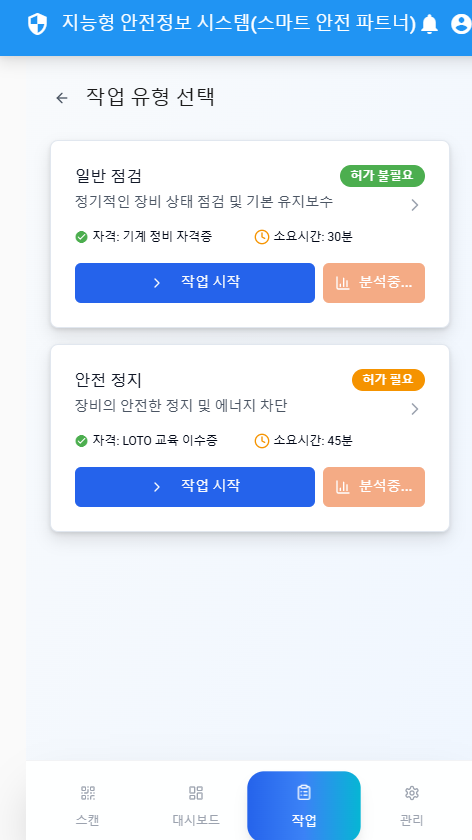 지능형 안전정보 시스템(스마트 안전 파트너)
작업 유형 선택
일반 점검
허가 불필요
정기적인 장비 상태 점검 및 기본 유지보수
자격: 기계 정비 자격증
소요시간: 30분
작업 시작
분석중...
안전 정지
허가 필요
장비의 안전한 정지 및 에너지 차단
자격: LOTO 교육 이수증
소요시간: 45분
작업 시작
분석중...
스캔
대시보드
작업
관리